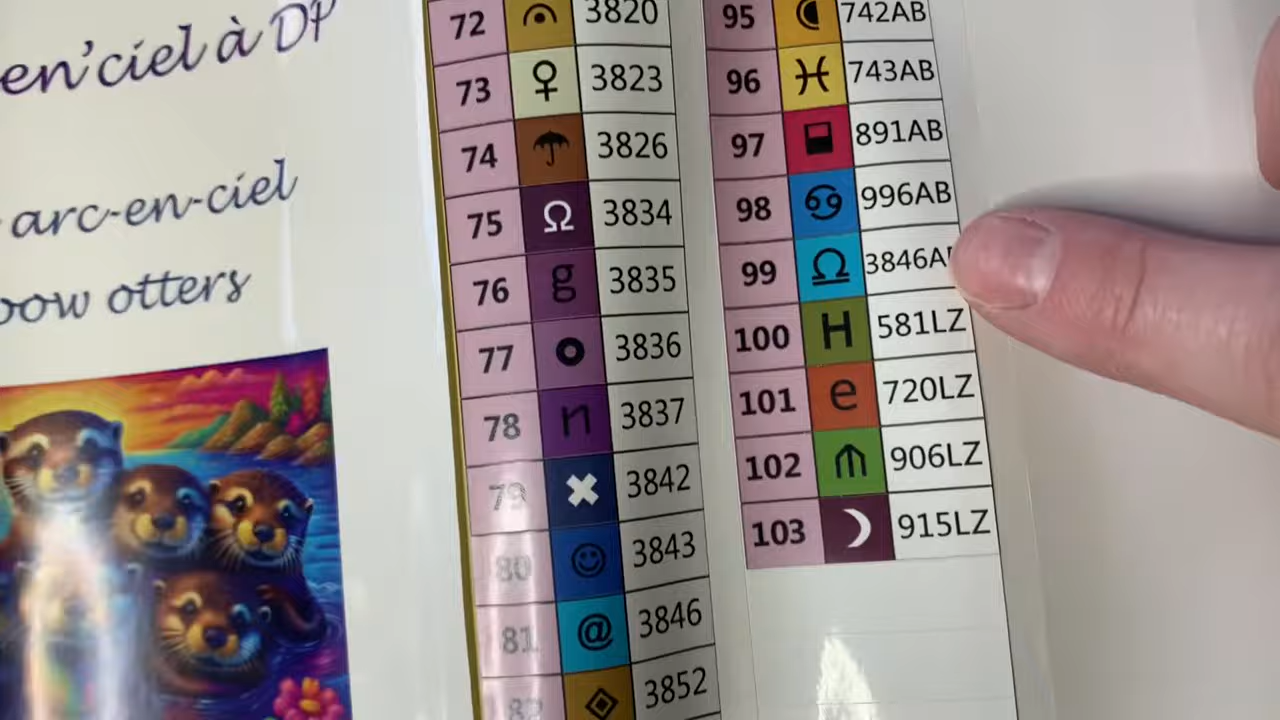 en'ciel à DP
arc-en-ciel
otters
72 3820
73 ♀ 3823
74 ☂ 3826
75 Ω 3834
76 g 3835
77 3836
78 n 3837
79 ✖ 3842
80 ☺ 3843
81 @ 3846
82 3852
95 742AB
96 ♓ 743AB
97 891AB
98 ♋ 996AB
99 ♎ 3846A
100 H 581LZ
101 e 720LZ
102 906LZ
103 915LZ